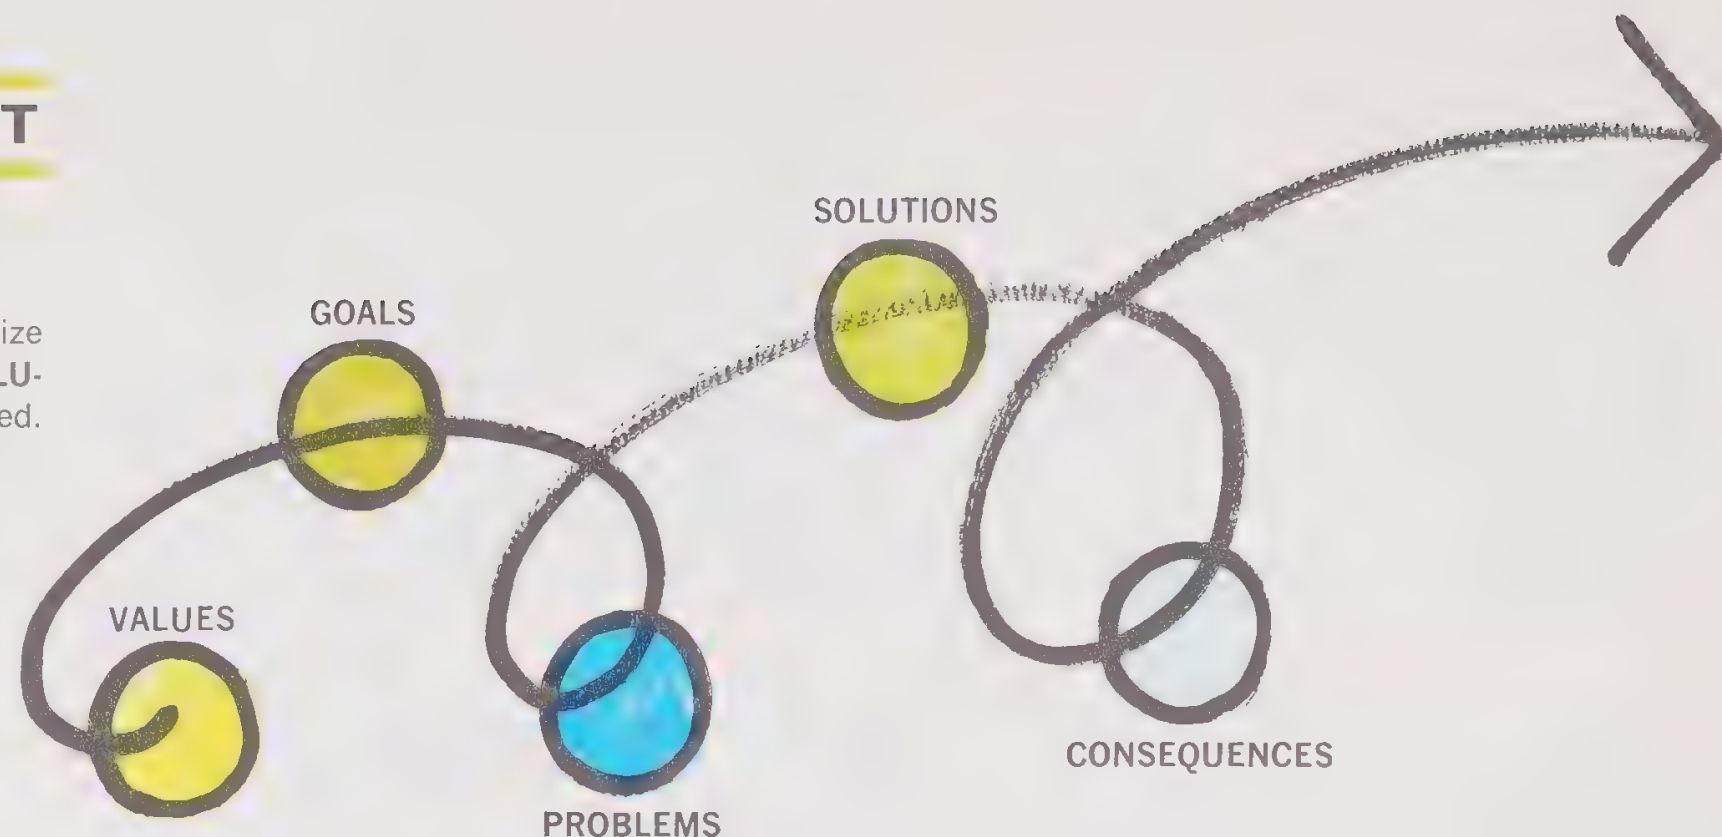 T
ize
LU-
ed.
SOLUTIONS
GOALS
VALUES
CONSEQUENCES
PROBLEMS